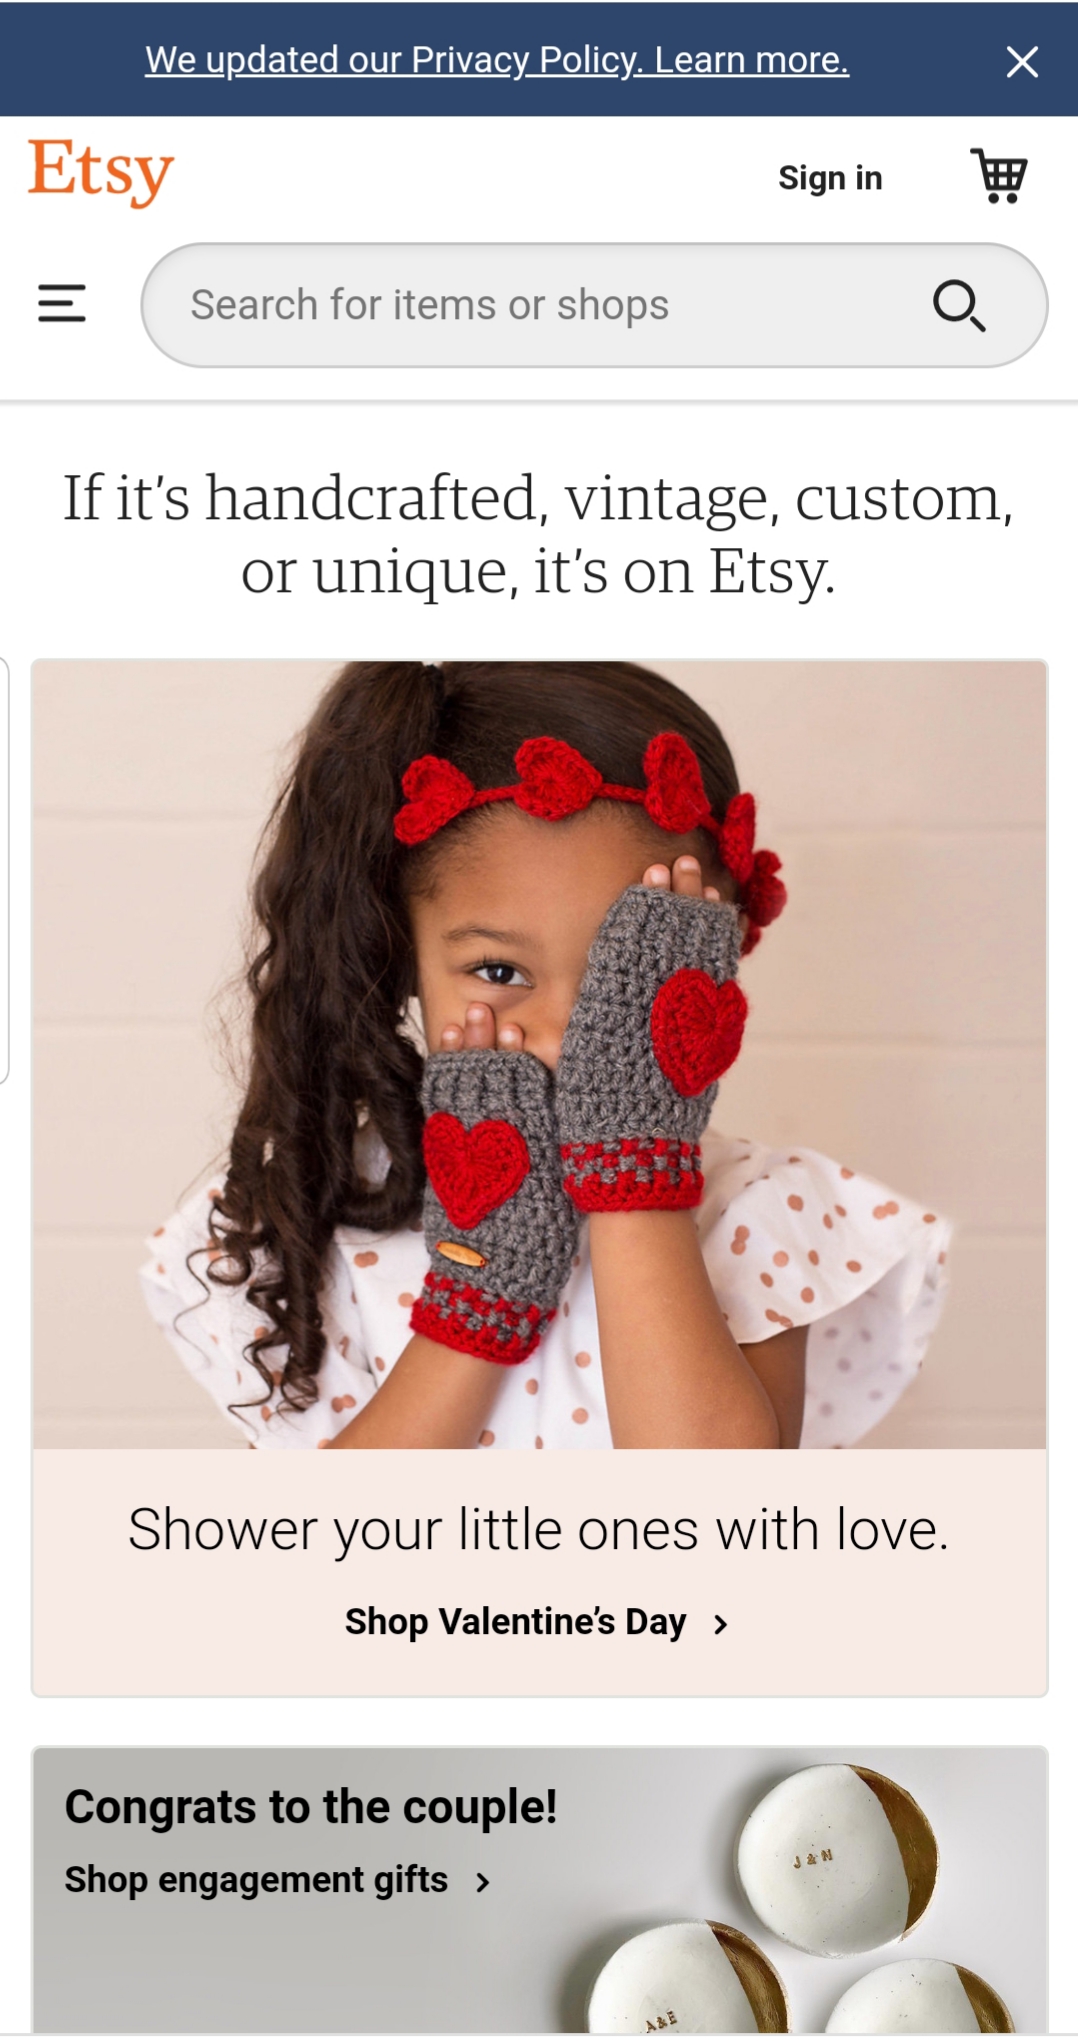 We updated our Privacy Policy. Learn more.
Etsy
Sign in
Search for items or shops
If it’s handcrafted, vintage, custom,
or unique, it’s on Etsy.
Shower your little ones with love.
Shop Valentine’s Day
Congrats to the couple!
Shop engagement gifts
J & N
A&E